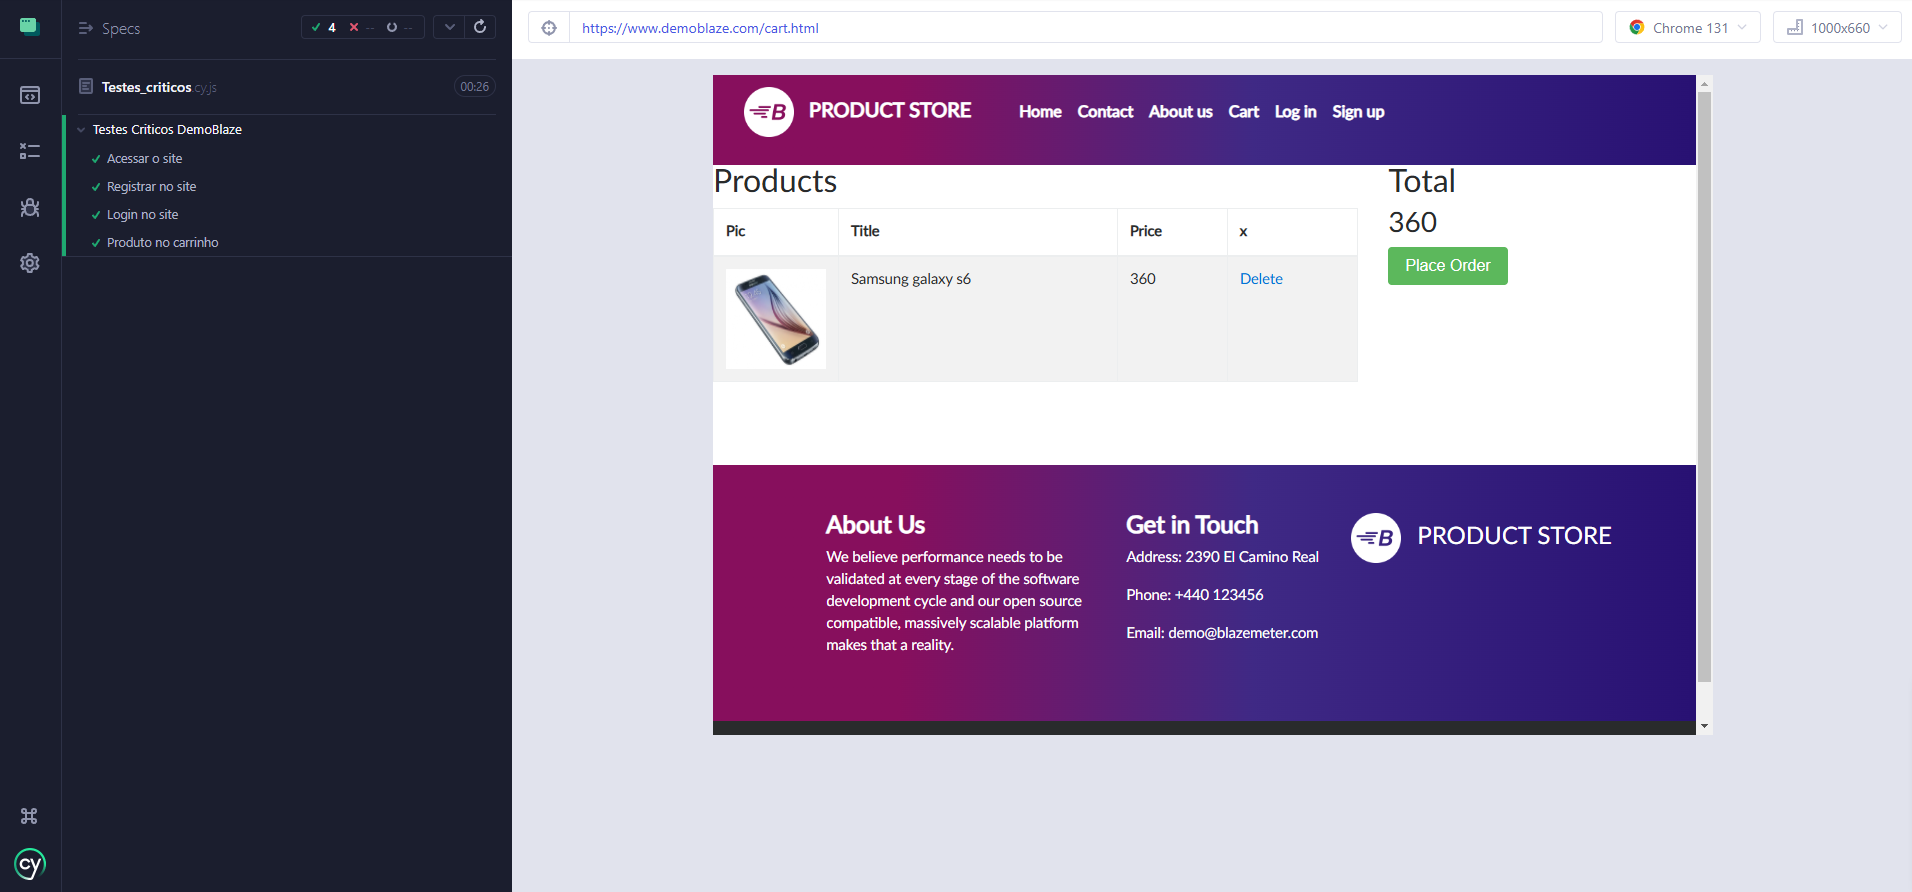 Specs
4 -- --
Testes_criticos.cy.js 00:26
Testes Criticos DemoBlaze
Acessar o site
Registrar no site
Login no site
Produto no carrinho
cy
https://www.demoblaze.com/cart.html
Chrome 131
1000x660
B PRODUCT STORE
Home Contact About us Cart Log in Sign up
Products
Pic Title Price x
Samsung galaxy s6 360 Delete
Total
360
Place Order
About Us
We believe performance needs to be
validated at every stage of the software
development cycle and our open source
compatible, massively scalable platform
makes that a reality.
Get in Touch
Address: 2390 El Camino Real
Phone: +440 123456
Email: demo@blazemeter.com
B PRODUCT STORE